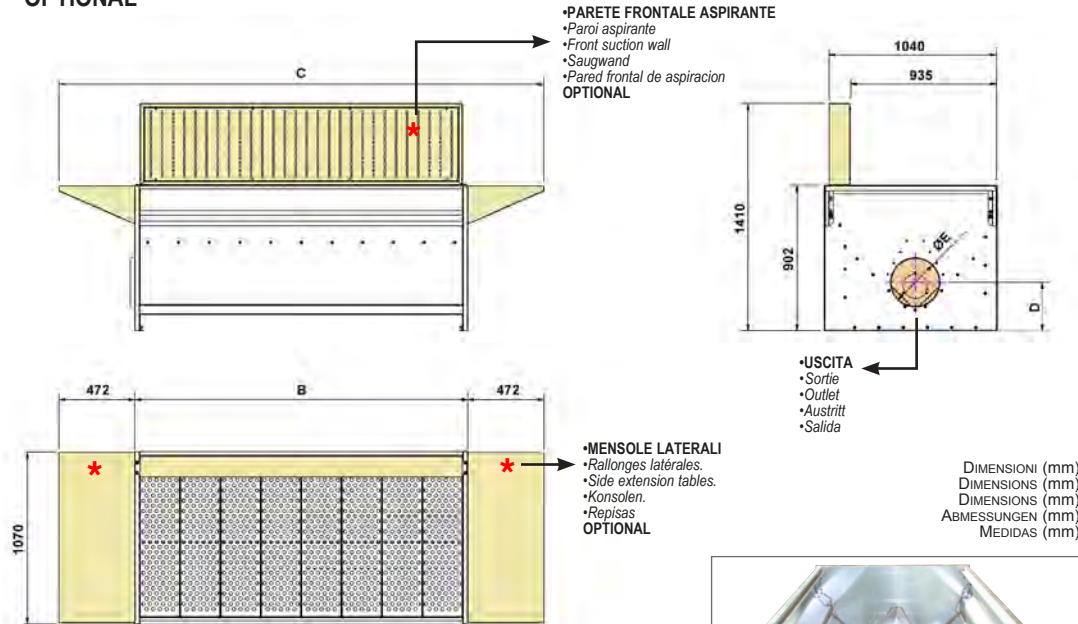 OPTIONAL
•PARETE FRONTALE ASPIRANTE
•Paroi aspirante
•Front suction wall
•Saugwand
•Pared frontal de aspiracion
OPTIONAL
C
*
1040
935
1410
902
ØE
D
•USCITA
•Sortie
•Outlet
•Austritt
•Salida
472
B
472
*
*
1070
•MENSOLE LATERALI
•Rallonges latérales.
•Side extension tables.
•Konsolen.
•Repisas
OPTIONAL
DIMENSIONI (mm)
DIMENSIONS (mm)
DIMENSIONS (mm)
ABMESSUNGEN (mm)
MEDIDAS (mm)